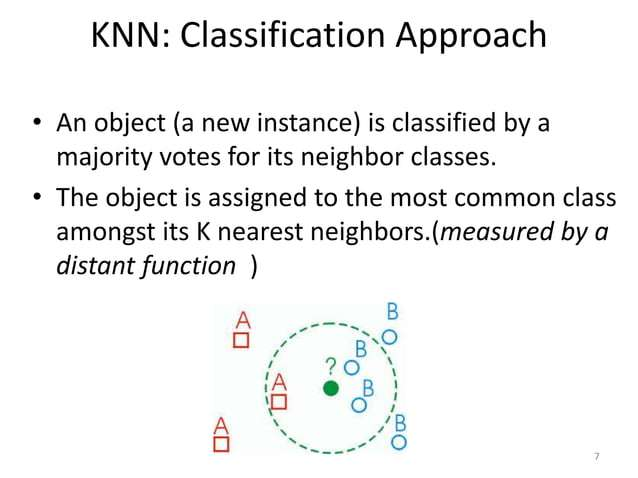 KNN: Classification Approach
• An object (a new instance) is classified by a
majority votes for its neighbor classes.
• The object is assigned to the most common class
amongst its K nearest neighbors.(measured by a
distant function )
B
A
B
?
A
B
B
A
7